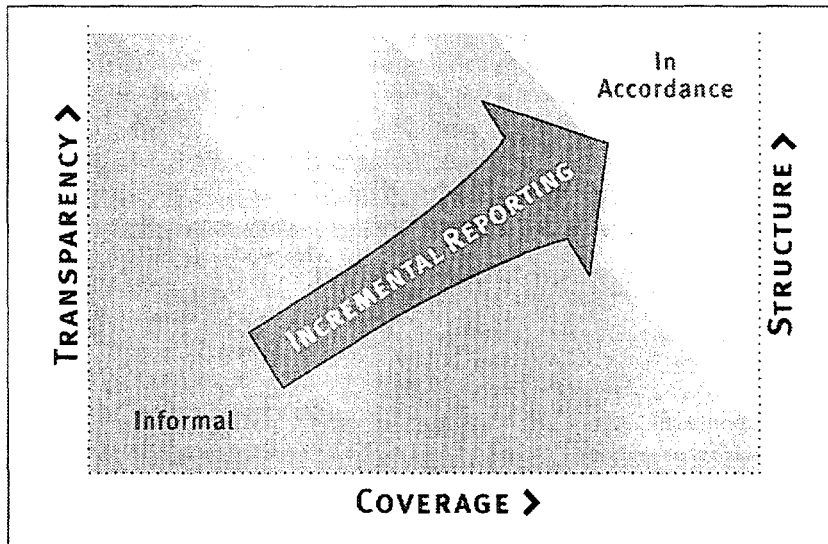 In
Accordance
TRANSPARENCY >
INCREMENTAL REPORTING
STRUCTURE >
Informal
COVERAGE >